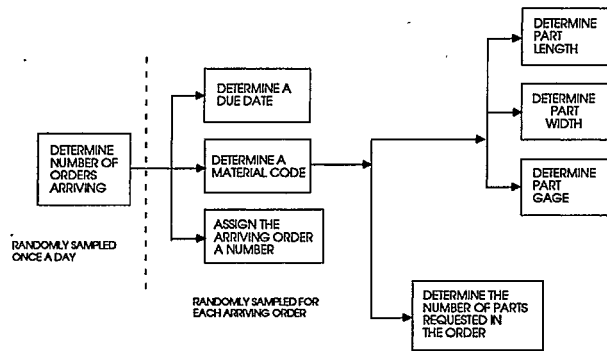 DETERMINE
NUMBER OF
ORDERS
ARRIVING
RANDOMLY SAMPLED
ONCE A DAY
DETERMINE A
DUE DATE
DETERMINE A
MATERIAL CODE
ASSIGN THE
ARRIVING ORDER
A NUMBER
RANDOMLY SAMPLED FOR
EACH ARRIVING ORDER
DETERMINE
PART
LENGTH
DETERMINE
PART
WIDTH
DETERMINE
PART
GAGE
DETERMINE THE
NUMBER OF PARTS
REQUESTED IN
THE ORDER